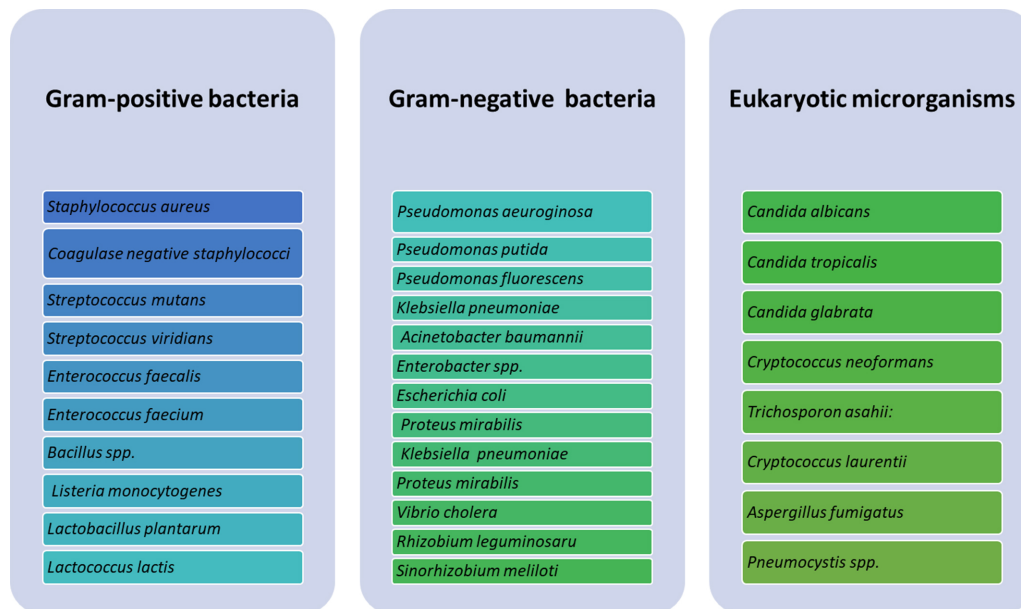 Gram-positive bacteria
Staphylococcus aureus
Coagulase negative staphylococci
Streptococcus mutans
Streptococcus viridians
Enterococcus faecalis
Enterococcus faecium
Bacillus spp.
Listeria monocytogenes
Lactobacillus plantarum
Lactococcus lactis
Gram-negative bacteria
Pseudomonas aeuroginosa
Pseudomonas putida
Pseudomonas fluorescens
Klebsiella pneumoniae
Acinetobacter baumannii
Enterobacter spp.
Escherichia coli
Proteus mirabilis
Klebsiella pneumoniae
Proteus mirabilis
Vibrio cholera
Rhizobium leguminosaru
Sinorhizobium meliloti
Eukaryotic microrganisms
Candida albicans
Candida tropicalis
Candida glabrata
Cryptococcus neoformans
Trichosporon asahii:
Cryptococcus laurentii
Aspergillus fumigatus
Pneumocystis spp.